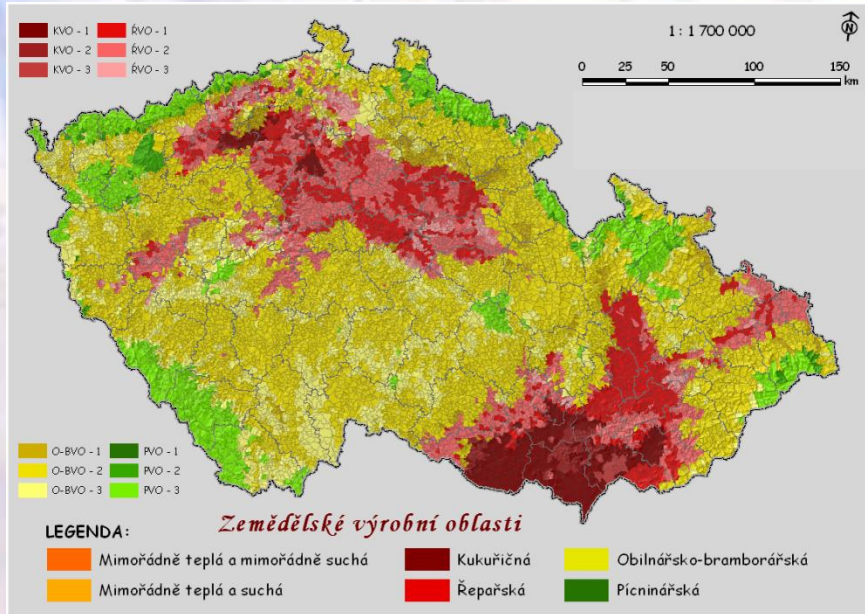 KVO - 1 ŘVO - 1
KVO - 2 ŘVO - 2
KVO - 3 ŘVO - 3
1 : 1 700 000
N
0 25 50 100 150
km
O-BVO - 1 PVO - 1
O-BVO - 2 PVO - 2
O-BVO - 3 PVO - 3
Zemědělské výrobní oblasti
LEGENDA:
Mimořádně teplá a mimořádně suchá Kukuřičná Obilnářsko-bramborářská
Mimořádně teplá a suchá Řepařská Pícninářská